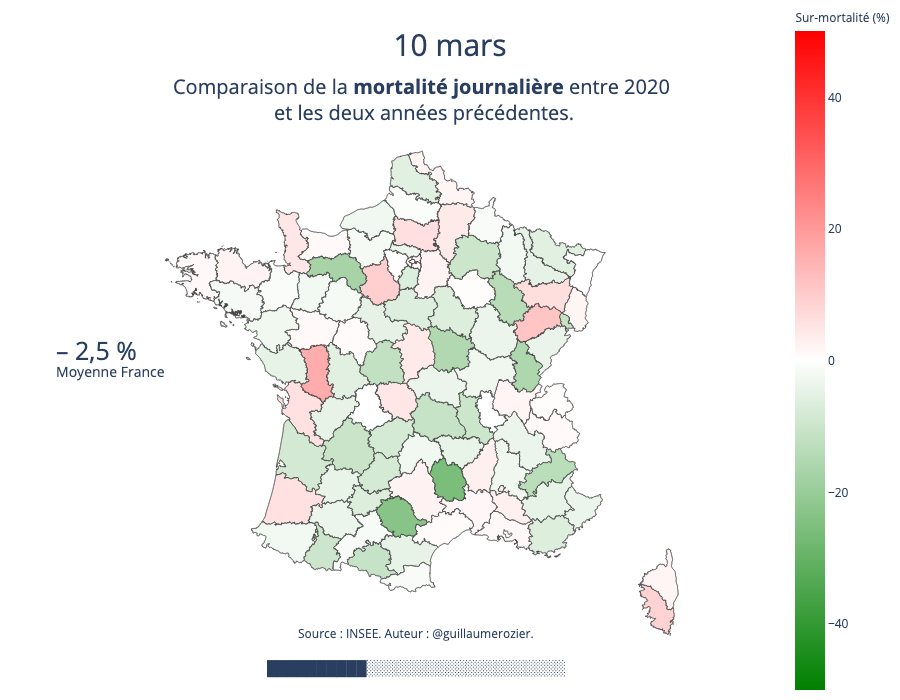 Sur-mortalité (%)
10 mars
Comparaison de la mortalité journalière entre 2020
et les deux années précédentes.
40
20
0
−20
−40
– 2,5 %
Moyenne France
Source : INSEE. Auteur : @guillaumerozier.